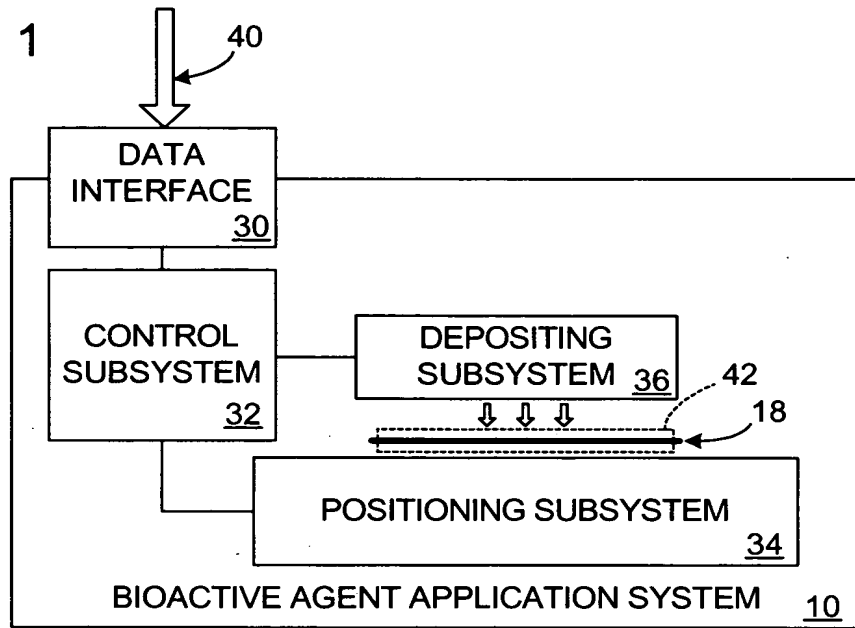 1
40
DATA
INTERFACE
30
CONTROL
SUBSYSTEM
32
DEPOSITING
SUBSYSTEM
36
42
18
POSITIONING SUBSYSTEM
34
BIOACTIVE AGENT APPLICATION SYSTEM
10